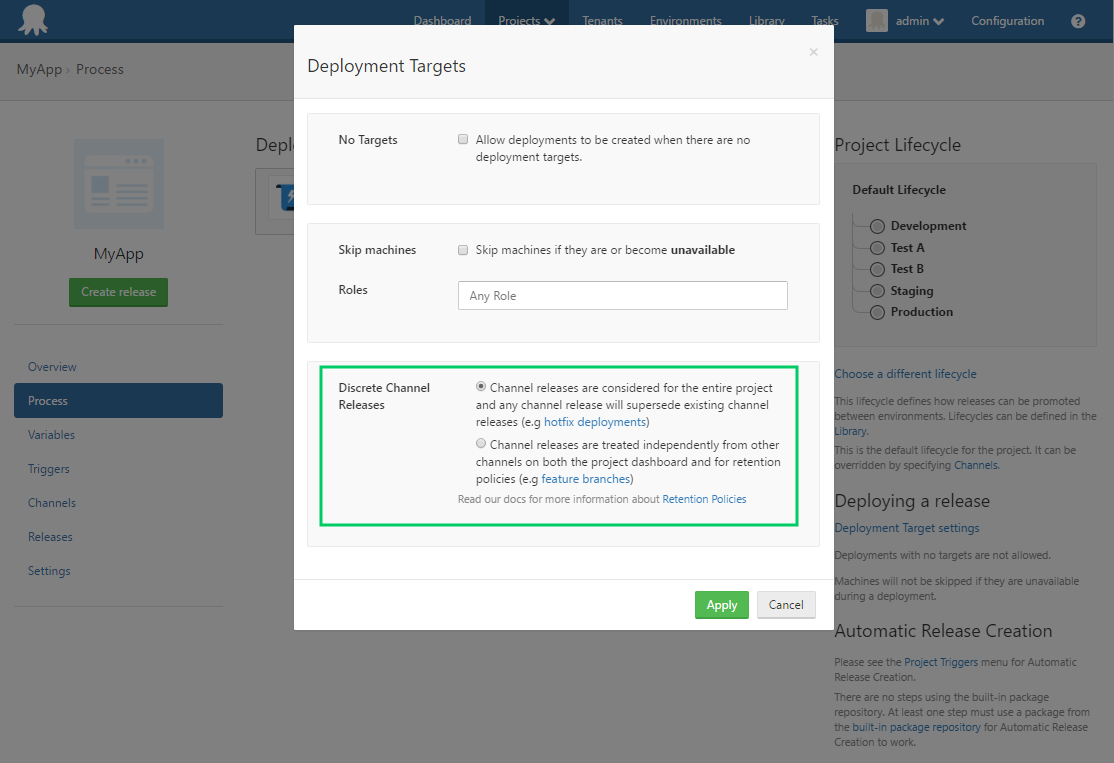 Dashboard
Projects
Tenants
Environments
Library
Tasks
admin
Configuration
?
MyApp › Process
MyApp
Create release
Overview
Process
Variables
Triggers
Channels
Releases
Settings
Deployment Targets
×
No Targets
Allow deployments to be created when there are no
deployment targets.
Skip machines
Skip machines if they are or become unavailable
Roles
Any Role
Discrete Channel
Releases
Channel releases are considered for the entire project
and any channel release will supersede existing channel
releases (e.g hotfix deployments)
Channel releases are treated independently from other
channels on both the project dashboard and for retention
policies (e.g feature branches)
Read our docs for more information about Retention Policies
Apply
Cancel
Project Lifecycle
Default Lifecycle
Development
Test A
Test B
Staging
Production
Choose a different lifecycle
This lifecycle defines how releases can be promoted
between environments. Lifecycles can be defined in the
Library.
This is the default lifecycle for the project. It can be
overridden by specifying Channels.
Deploying a release
Deployment Target settings
Deployments with no targets are not allowed.
Machines will not be skipped if they are unavailable
during a deployment.
Automatic Release Creation
Please see the Project Triggers menu for Automatic
Release Creation.
There are no steps using the built-in package
repository. At least one step must use a package from
the built-in package repository for Automatic Release
Creation to work.